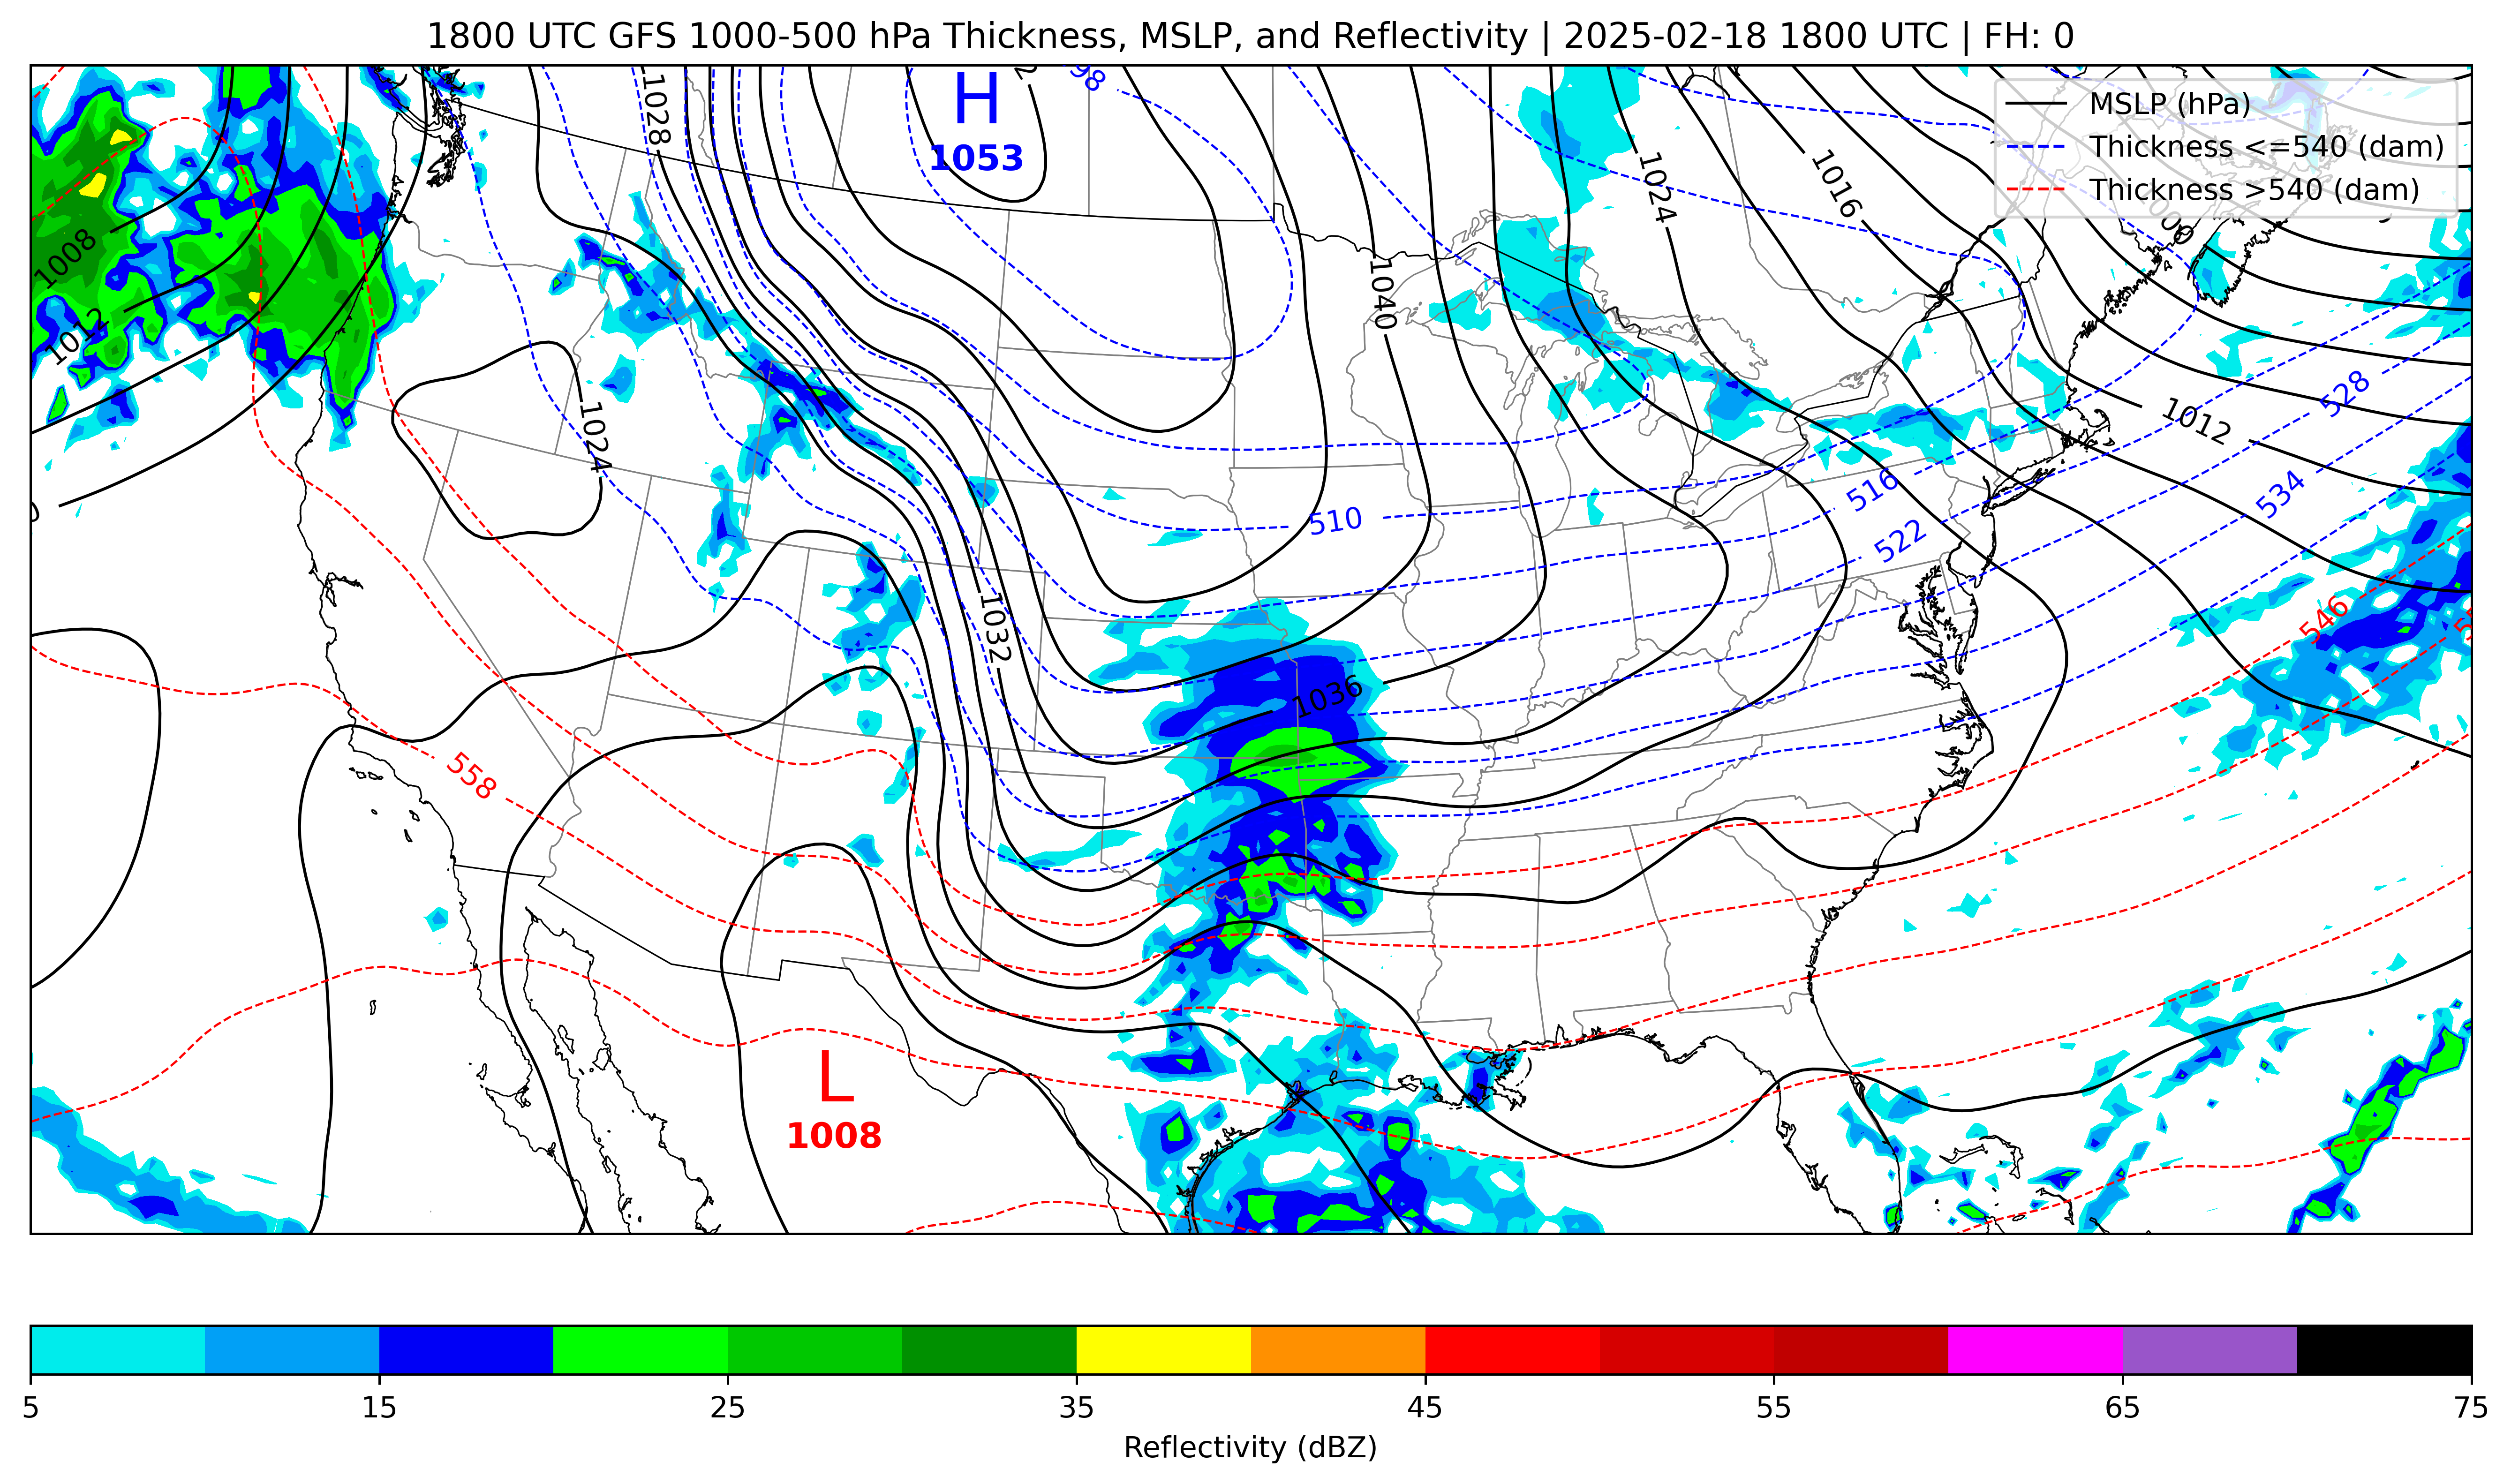 1800 UTC GFS 1000-500 hPa Thickness, MSLP, and Reflectivity | 2025-02-18 1800 UTC | FH: 0
MSLP (hPa)
Thickness <=540 (dam)
Thickness >540 (dam)
H
1053
1028
98
1016
1024
1008
1040
1012
1024
528
1012
516
534
510
522
1032
546
1036
558
L
1008
5 15 25 35 45 55 65 75
Reflectivity (dBZ)